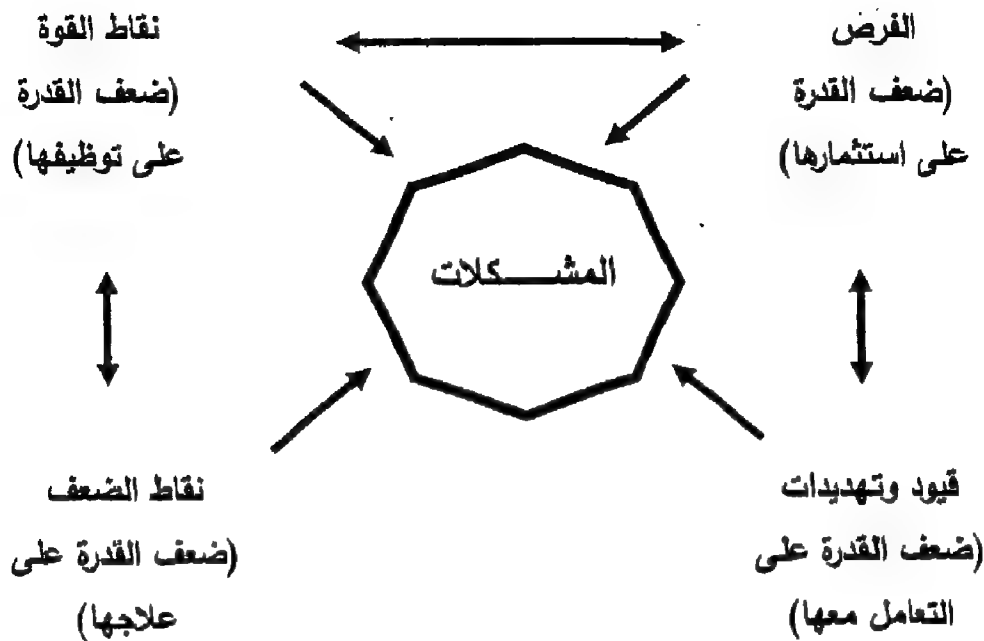 الفرص
(ضعف القدرة
على استثمارها)
نقاط القوة
(ضعف القدرة
على توظيفها)
المشـــــكلات
قيود وتهديدات
(ضعف القدرة على
التعامل معها)
نقاط الضعف
(ضعف القدرة على
علاجها)